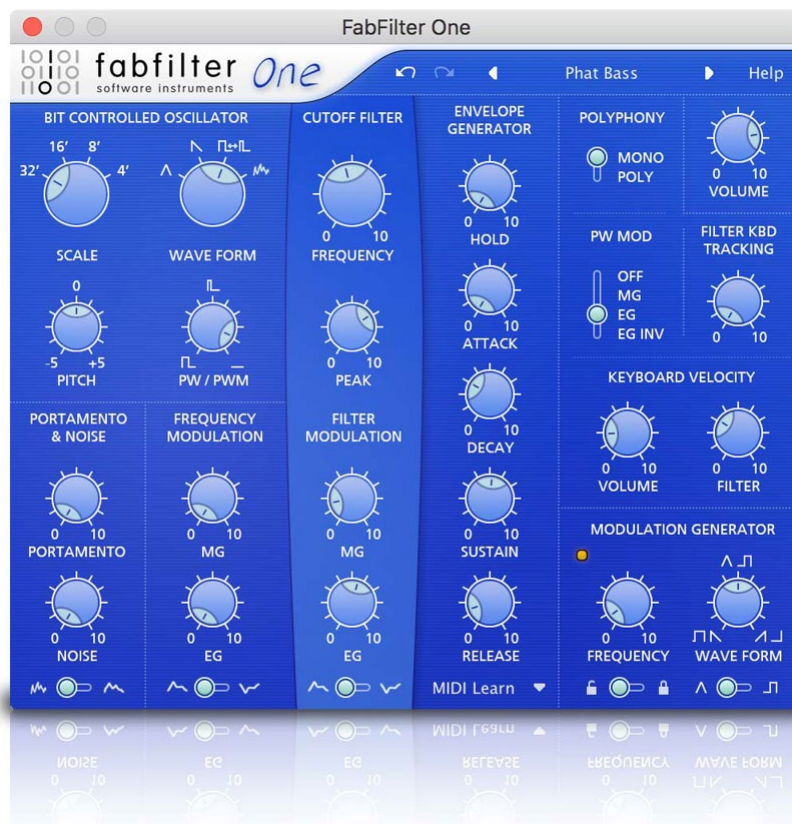 FabFilter One
fabfilter One
software instruments
Phat Bass
Help
BIT CONTROLLED OSCILLATOR
32’ 16’ 8’ 4’
SCALE
WAVE FORM
0
-5 +5
PITCH
PW / PWM
CUTOFF FILTER
0 10
FREQUENCY
0 10
PEAK
ENVELOPE
GENERATOR
0 10
HOLD
0 10
ATTACK
0 10
DECAY
0 10
SUSTAIN
0 10
RELEASE
POLYPHONY
MONO
POLY
0 10
VOLUME
PW MOD
OFF
MG
EG
EG INV
FILTER KBD
TRACKING
0 10
KEYBOARD VELOCITY
0 10
VOLUME
0 10
FILTER
PORTAMENTO
& NOISE
0 10
PORTAMENTO
0 10
NOISE
FREQUENCY
MODULATION
0 10
MG
0 10
EG
FILTER
MODULATION
0 10
MG
0 10
EG
MODULATION GENERATOR
0 10
FREQUENCY
WAVE FORM
MIDI Learn